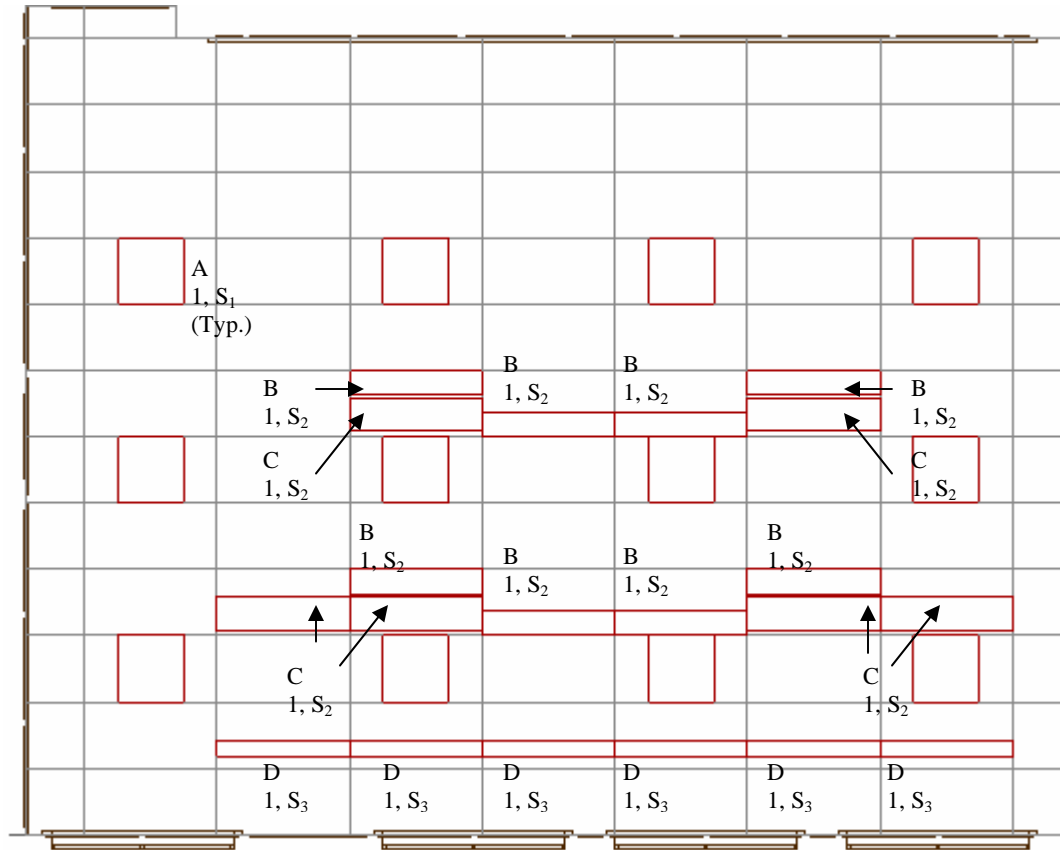 A
1, S₁
(Typ.)
B
1, S₂
B
1, S₂
B
1, S₂
B
1, S₂
C
1, S₂
C
1, S₂
B
1, S₂
B
1, S₂
B
1, S₂
B
1, S₂
C
1, S₂
C
1, S₂
D
1, S₃
D
1, S₃
D
1, S₃
D
1, S₃
D
1, S₃
D
1, S₃